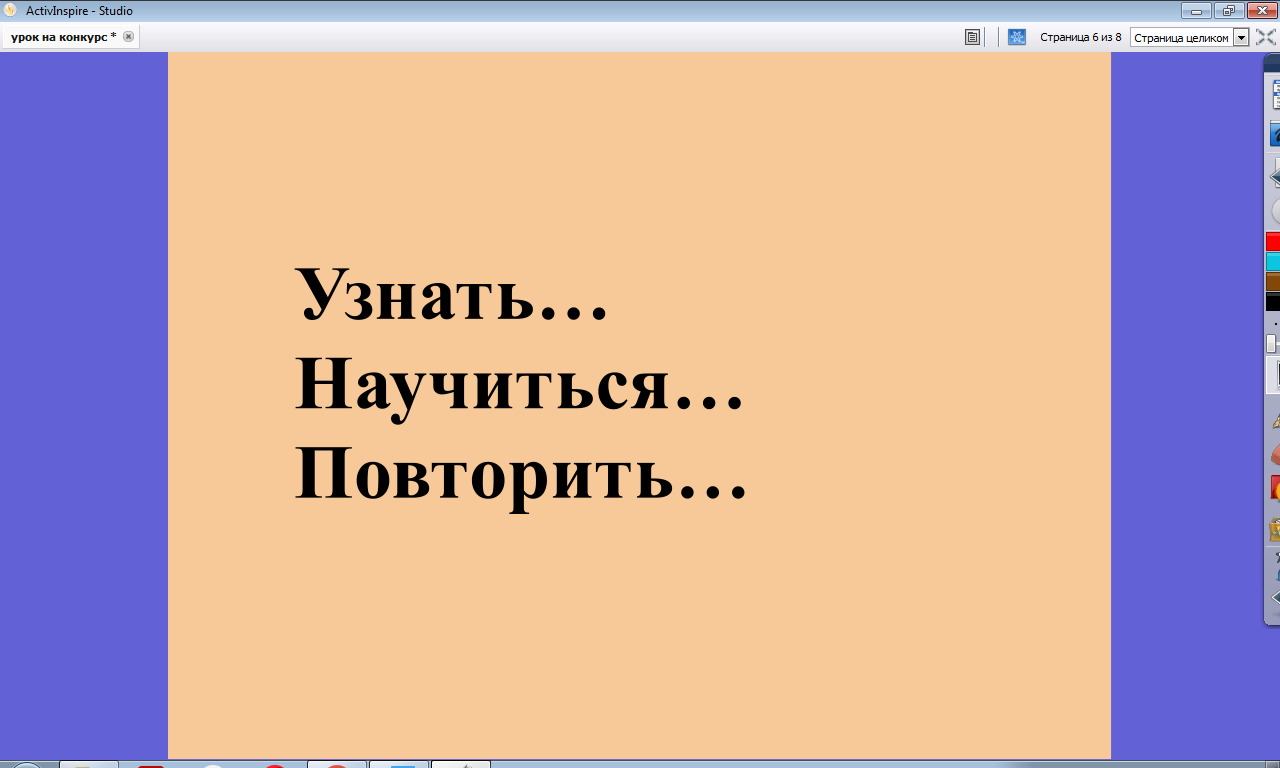 ActivInspire - Studio
урок на конкурс *
Страница 6 из 8
Страница целиком
Узнать…
Научиться…
Повторить…